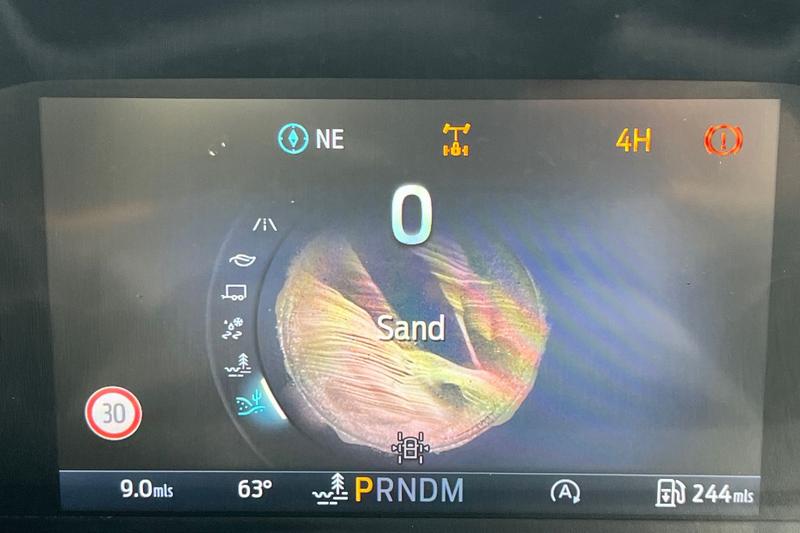 NE
4H
0
Sand
30
9.0mls 63° PRNDM A 244mls